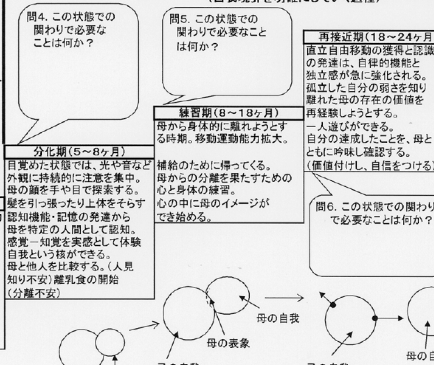 問4. この状態での
関わりで必要な
ことは何か？
問5. この状態での
関わりで必要なこと
は何か？
再接近期(18～24ヶ月
直立自由移動の獲得と認識
の発達は、自律的機能と
独立感が急に強化される。
孤立した自分の弱さを知り
離れた母の存在の価値を
再経験しようとする。
一人遊びができる。
自分の達成したことを、母と
ともに吟味し確認する。
(価値付けし、自信をつける)
練習期(8～18ヶ月)
母から身体的に離れようとす
る時期。移動運動能力拡大。
補給のために帰ってくる。
母からの分離を果たすための
心と身体の練習。
心の中に母のイメージが
でき始める。
分化期(5～8ヶ月)
目覚めた状態では、光や音など
外観に持続的に注意を集中。
母の顔を手や目で探索する。
髪を引っ張ったり上体をそらす
認知機能・記憶の発達から
母を特定の人間として認知。
感覚－知覚を実感として体験
自我という核ができる。
母と他人を比較する。(人見
知り不安)離乳食の開始
(分離不安)
問6. この状態での関わり
で必要なことは何か？
母の自我
母の表象
母の自